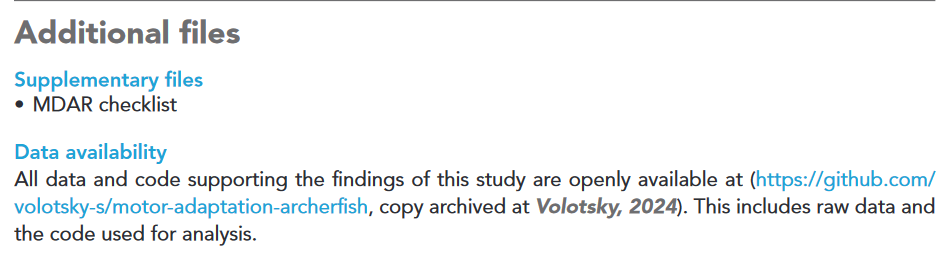 Additional files
Supplementary files
• MDAR checklist
Data availability
All data and code supporting the findings of this study are openly available at (https://github.com/
volotsky-s/motor-adaptation-archerfish, copy archived at Volotsky, 2024). This includes raw data and
the code used for analysis.